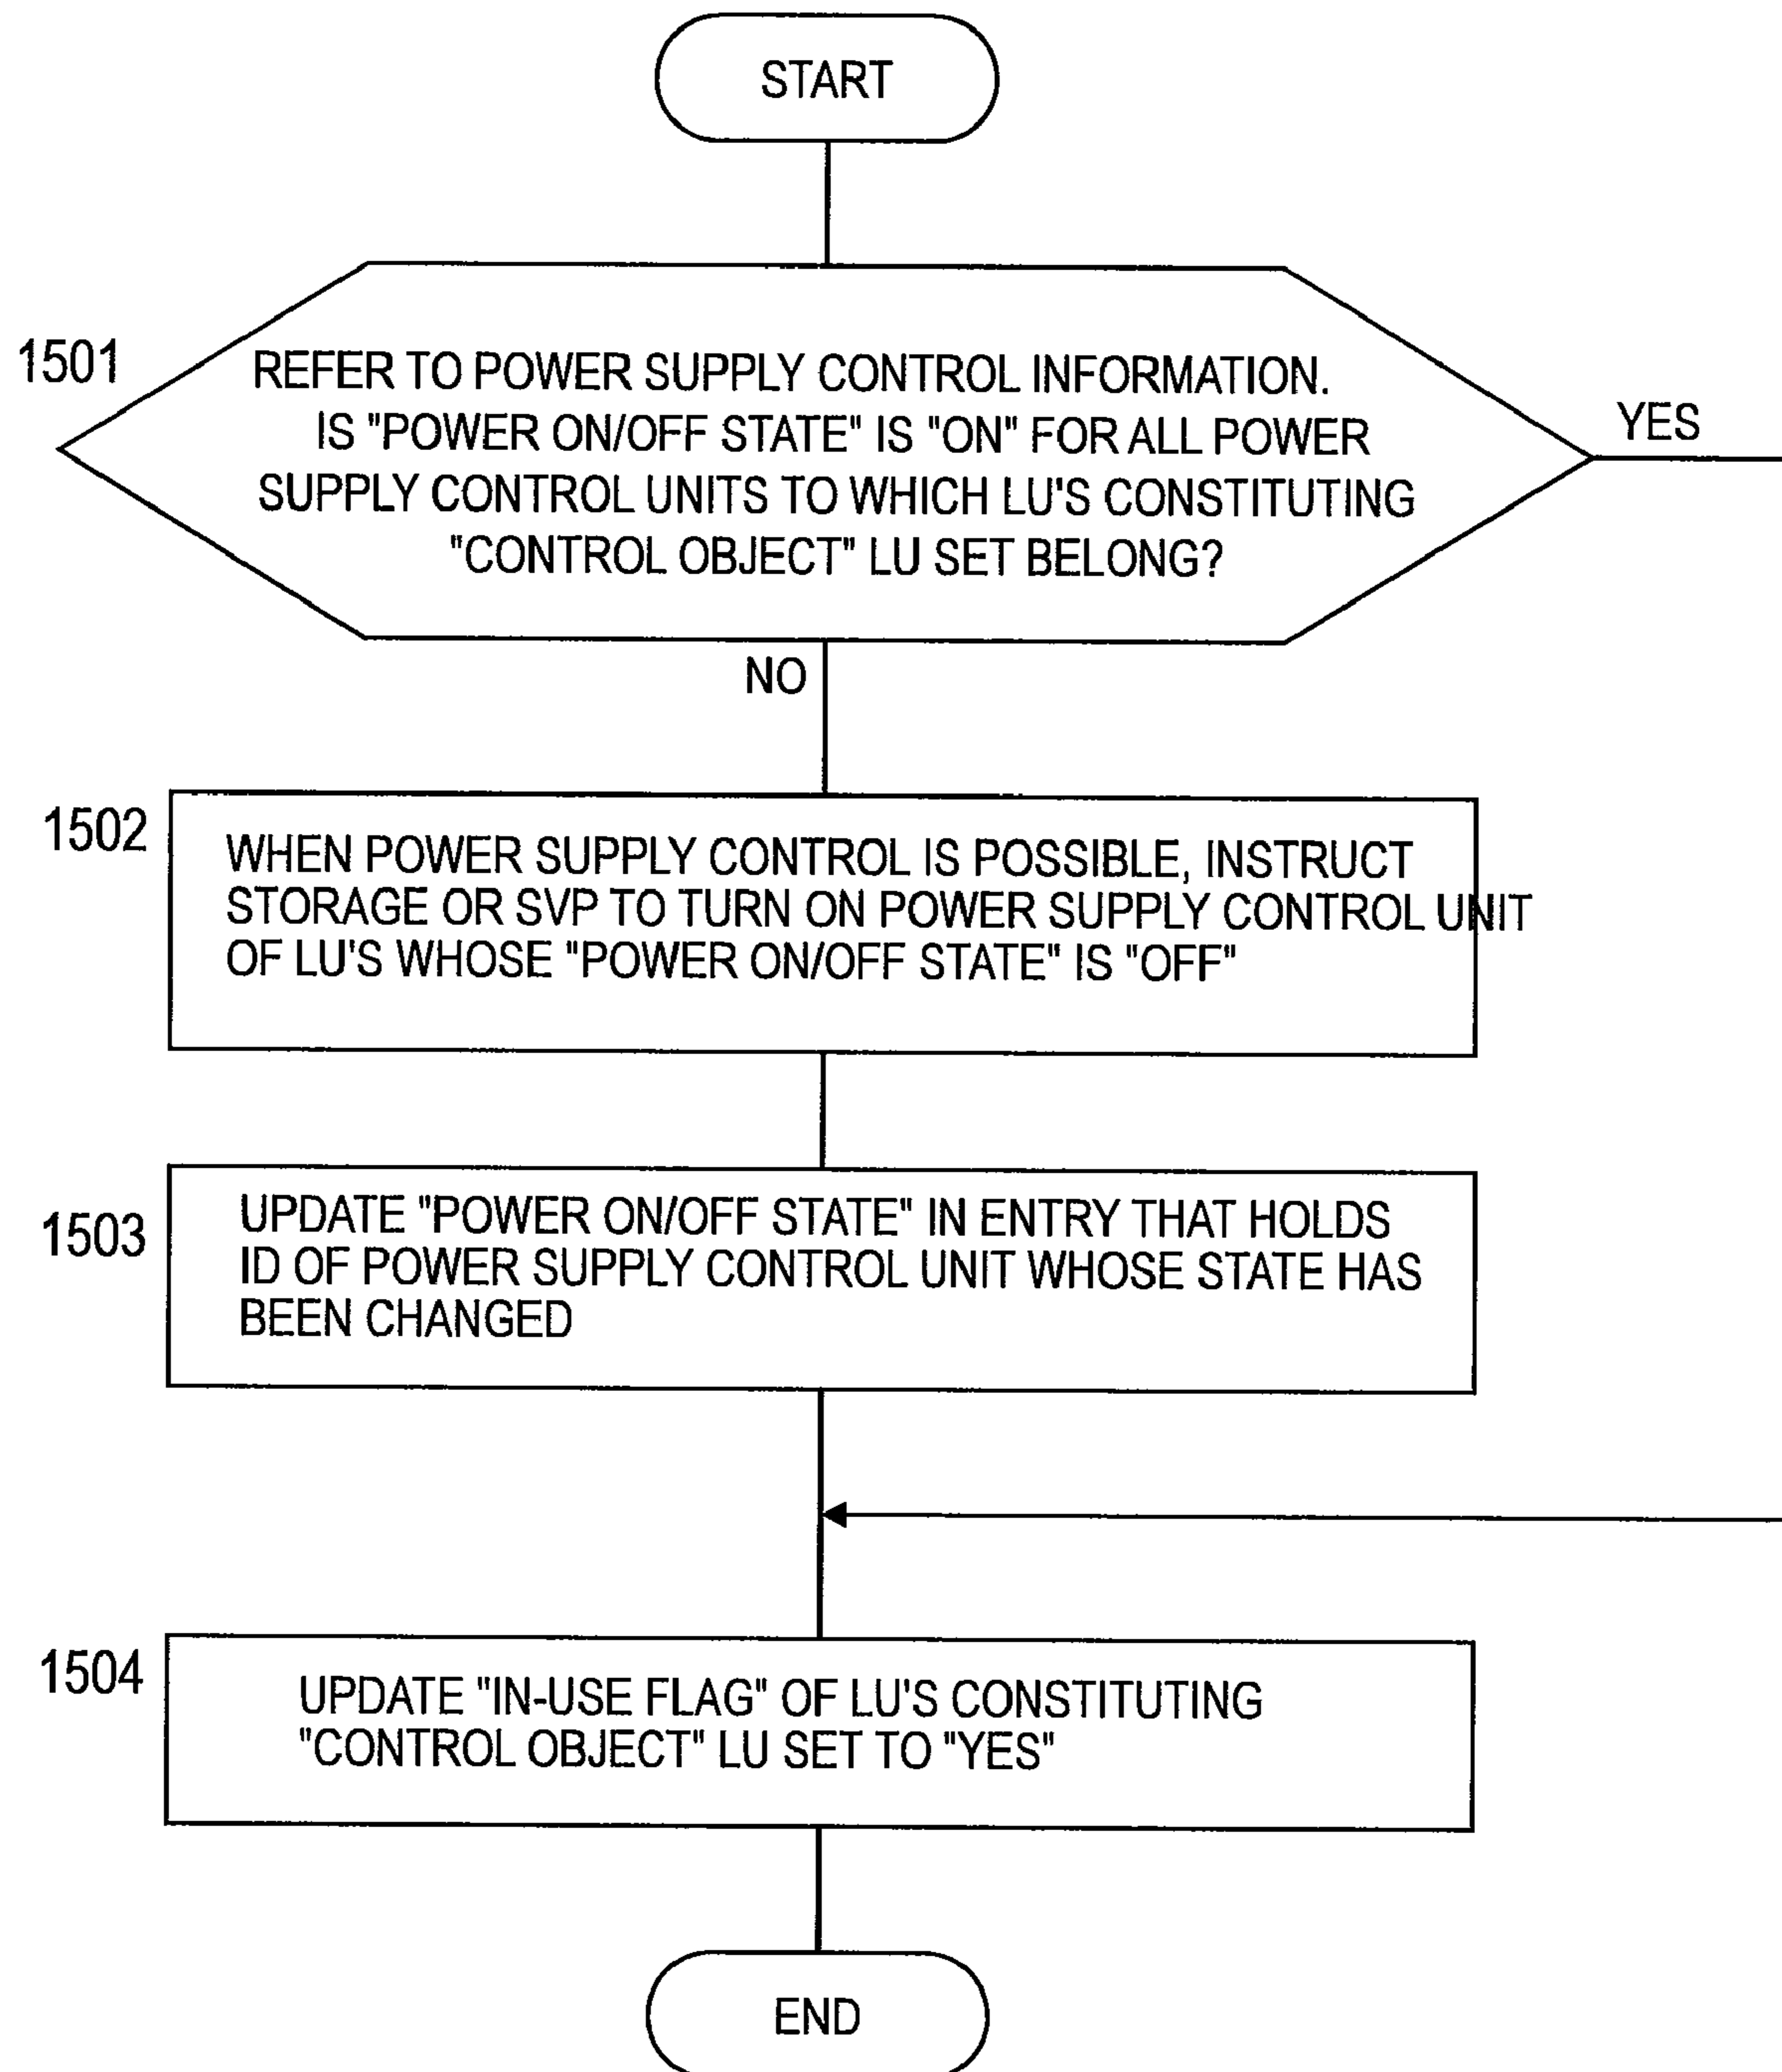 START
1501
REFER TO POWER SUPPLY CONTROL INFORMATION.
IS "POWER ON/OFF STATE" IS "ON" FOR ALL POWER
SUPPLY CONTROL UNITS TO WHICH LU'S CONSTITUTING
"CONTROL OBJECT" LU SET BELONG?
YES
NO
1502
WHEN POWER SUPPLY CONTROL IS POSSIBLE, INSTRUCT
STORAGE OR SVP TO TURN ON POWER SUPPLY CONTROL UNIT
OF LU'S WHOSE "POWER ON/OFF STATE" IS "OFF"
1503
UPDATE "POWER ON/OFF STATE" IN ENTRY THAT HOLDS
ID OF POWER SUPPLY CONTROL UNIT WHOSE STATE HAS
BEEN CHANGED
1504
UPDATE "IN-USE FLAG" OF LU'S CONSTITUTING
"CONTROL OBJECT" LU SET TO "YES"
END